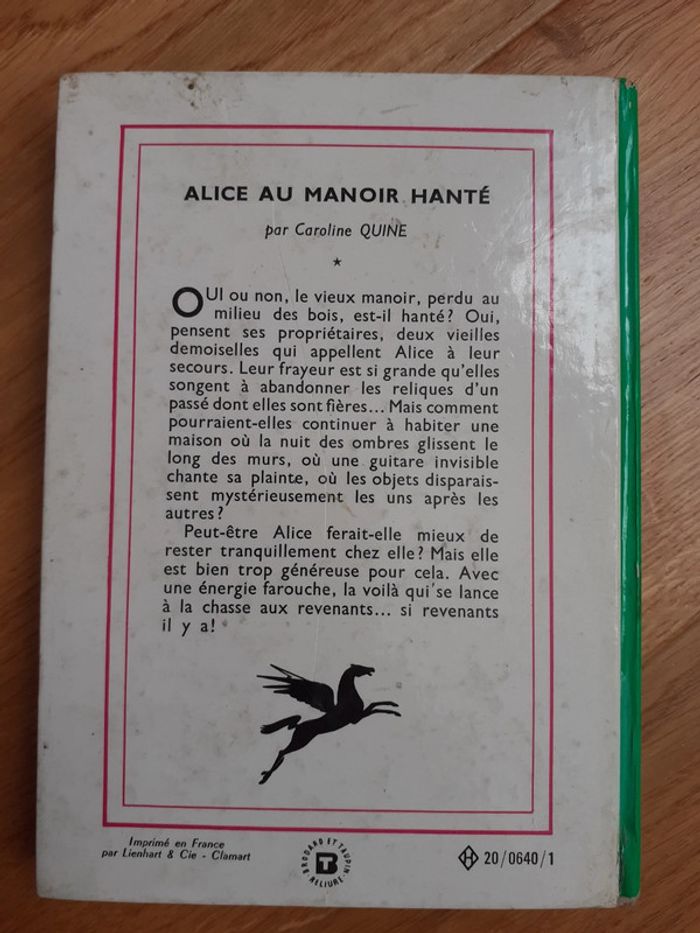 ALICE AU MANOIR HANTÉ
par Caroline QUINE
★
OUI ou non, le vieux manoir, perdu au
milieu des bois, est-il hanté? Oui,
pensent ses propriétaires, deux vieilles
demoiselles qui appellent Alice à leur
secours. Leur frayeur est si grande qu'elles
songent à abandonner les reliques d'un
passé dont elles sont fières... Mais comment
pourraient-elles continuer à habiter une
maison où la nuit des ombres glissent le
long des murs, où une guitare invisible
chante sa plainte, où les objets disparais-
sent mystérieusement les uns après les
autres?
Peut-être Alice ferait-elle mieux de
rester tranquillement chez elle? Mais elle
est bien trop généreuse pour cela. Avec
une énergie farouche, la voilà qui se lance
à la chasse aux revenants... si revenants
il y a!
Imprimé en France
par Lienhart & Cie - Clamart
BRODARD ET TAUPIN
BT
RELIURE
H 20/0640/1